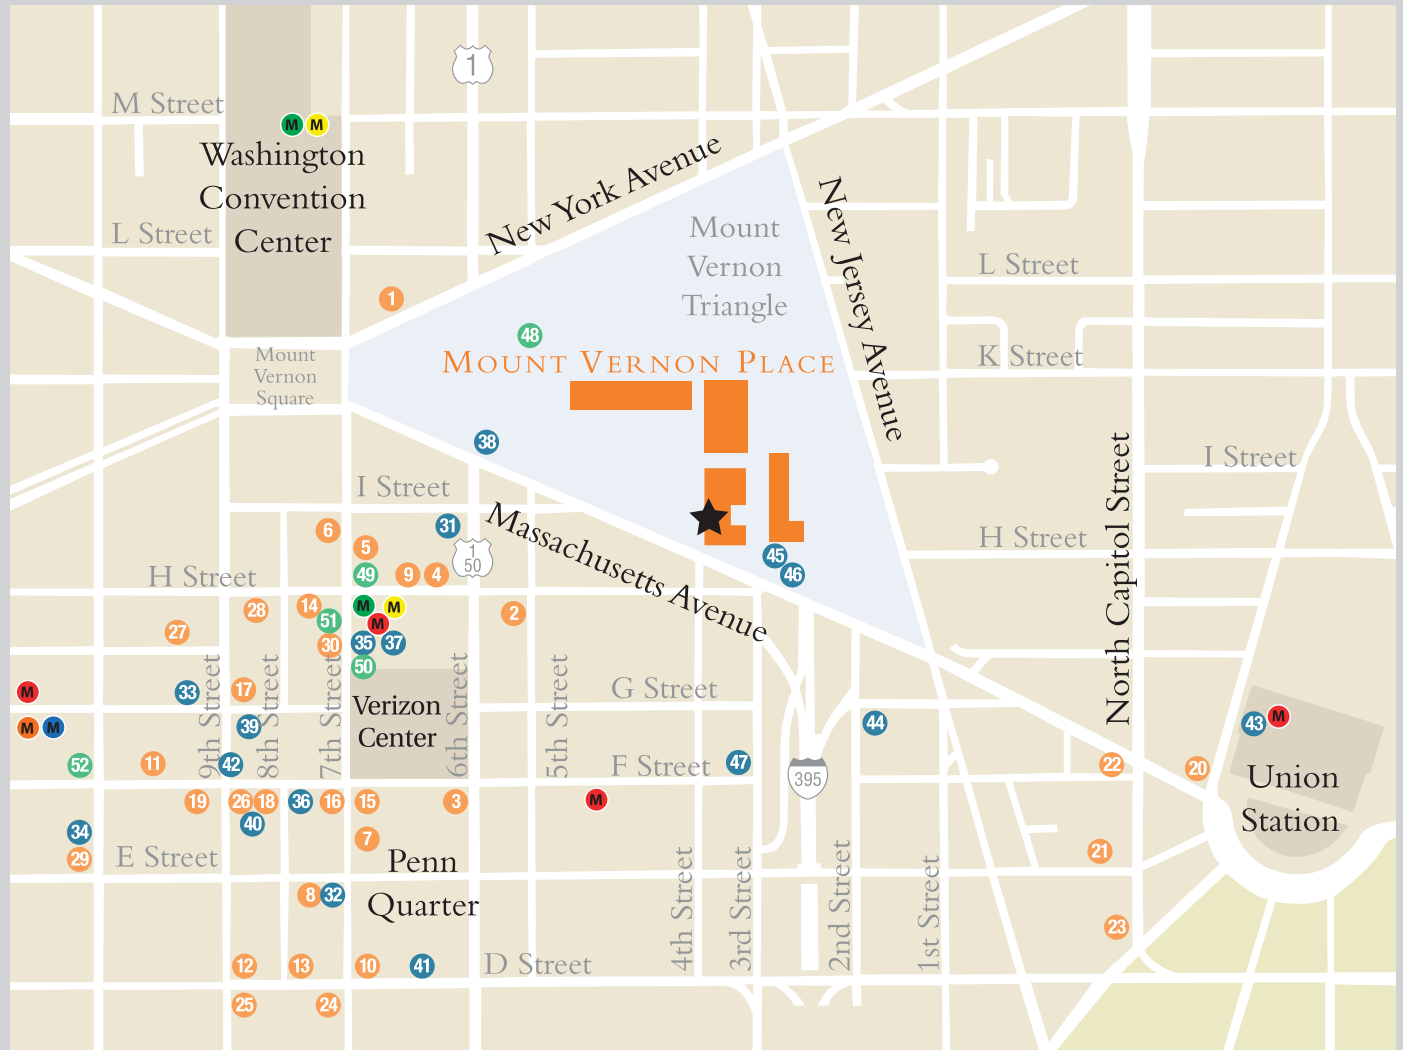 1
M Street
M M
Washington
Convention
Center
New York Avenue
New Jersey Avenue
L Street
Mount
Vernon
Triangle
L Street
1
48
Mount
Vernon
Square
MOUNT VERNON PLACE
K Street
38
I Street
I Street
North Capitol Street
Massachusetts Avenue
6
31
5
1
50
H Street
45
46
H Street
49
9
4
28
14
M
M
2
51
M
27
30
35
37
50
M
33
17
9th Street
8th Street
7th Street
6th Street
5th Street
G Street
Verizon
Center
M
M
39
44
43
M
52
11
42
F Street
47
395
22
20
Union
Station
19
26
18
36
16
15
3
M
34
40
7
29
E Street
Penn
Quarter
21
8
32
4th Street
3rd Street
2nd Street
1st Street
23
12
13
10
41
D Street
25
24